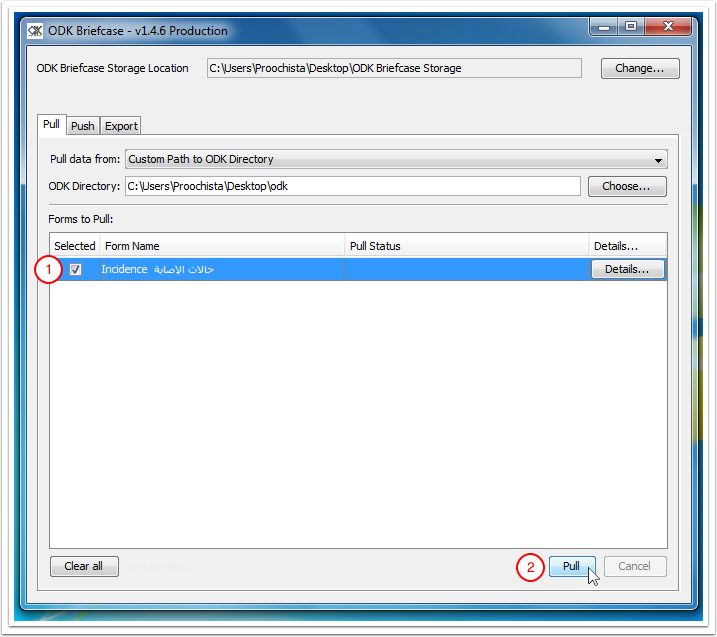 ODK Briefcase - v1.4.6 Production
ODK Briefcase Storage Location C:\Users\Proochista\Desktop\ODK Briefcase Storage Change...
Pull Push Export
Pull data from: Custom Path to ODK Directory
ODK Directory: C:\Users\Proochista\Desktop\odk Choose...
Forms to Pull:
Selected Form Name Pull Status Details...
1 Incidence حالات الإصابة Details...
Clear all 2 Pull Cancel